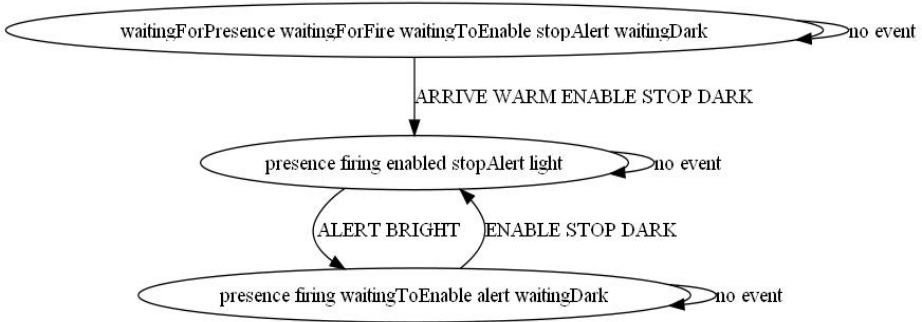 waitingForPresence waitingForFire waitingToEnable stopAlert waitingDark
no event
ARRIVE WARM ENABLE STOP DARK
presence firing enabled stopAlert light
no event
ALERT BRIGHT
ENABLE STOP DARK
presence firing waitingToEnable alert waitingDark
no event